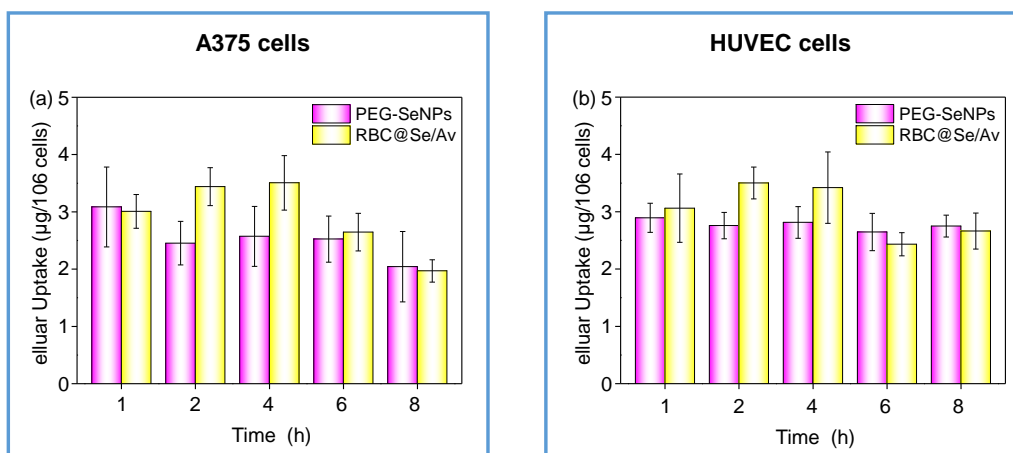 A375 cells
(a)
5
4
3
2
1
0
elluar Uptake (μg/106 cells)
PEG-SeNPs
RBC@Se/Av
1 2 4 6 8
Time (h)
HUVEC cells
(b)
5
4
3
2
1
0
elluar Uptake (μg/106 cells)
PEG-SeNPs
RBC@Se/Av
1 2 4 6 8
Time (h)